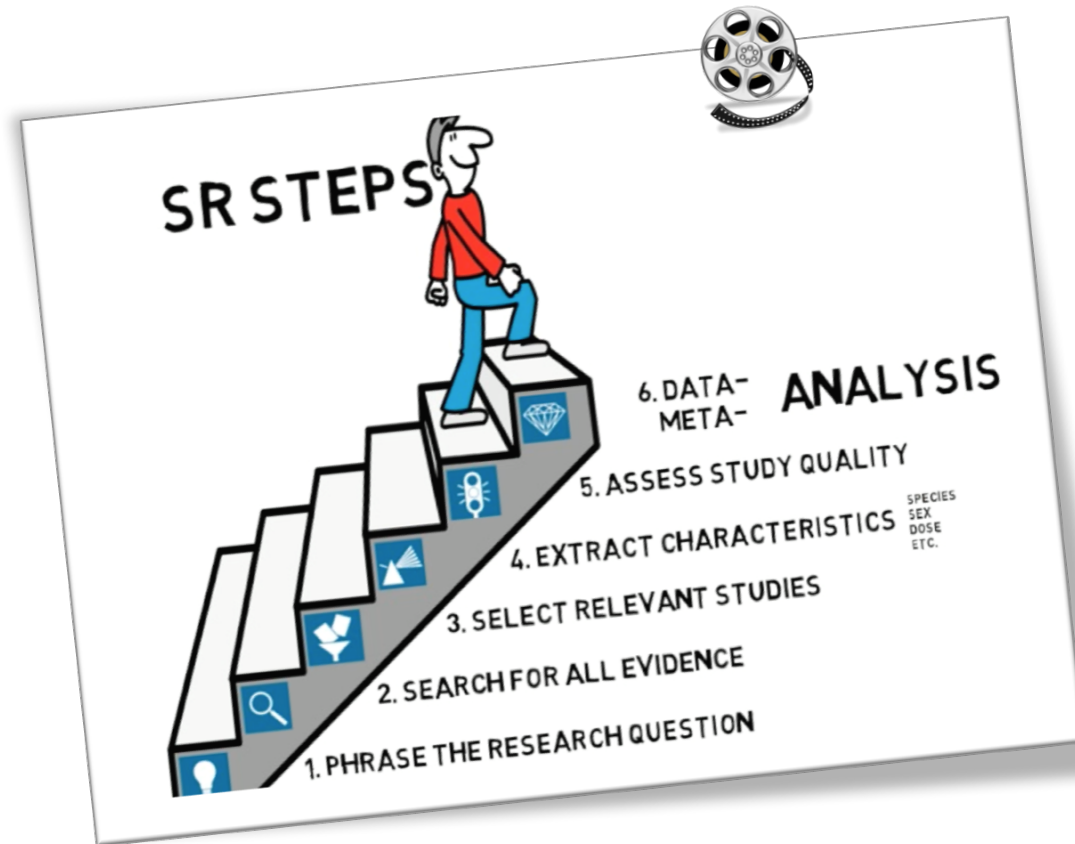 SR STEPS
6. DATA-
META-
ANALYSIS
5. ASSESS STUDY QUALITY
4. EXTRACT CHARACTERISTICS
SPECIES
SEX
DOSE
ETC.
3. SELECT RELEVANT STUDIES
2. SEARCH FOR ALL EVIDENCE
1. PHRASE THE RESEARCH QUESTION